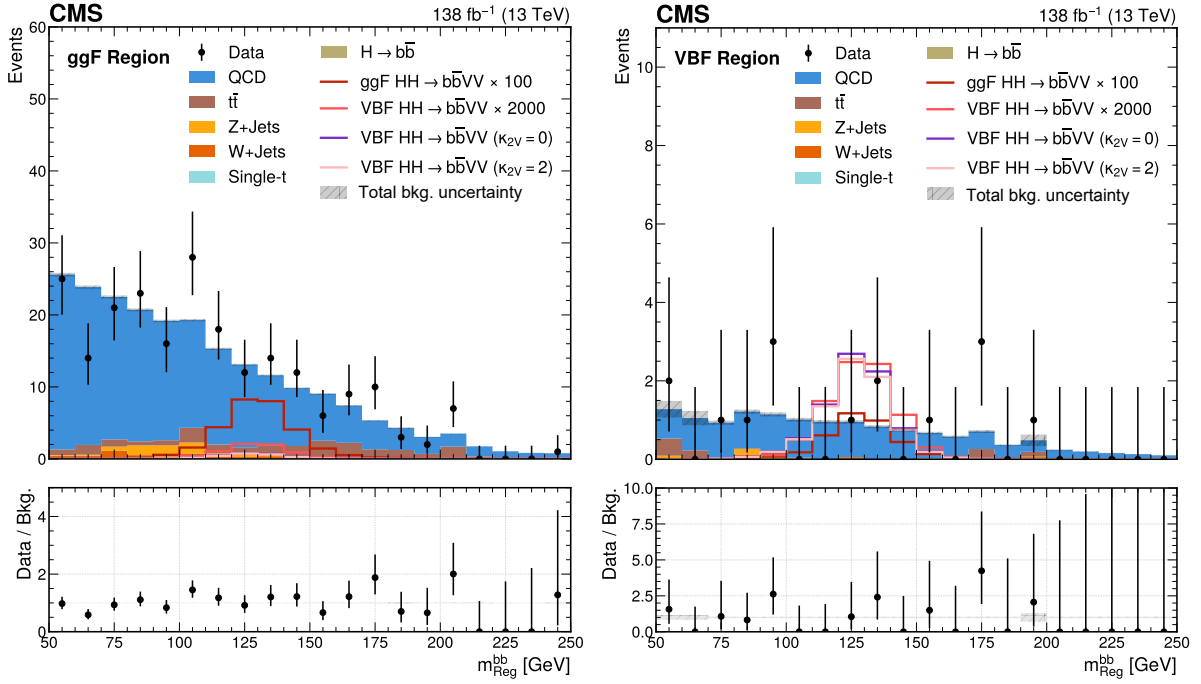 CMS
138 fb⁻¹ (13 TeV)
Events
60
50
40
30
20
10
0
ggF Region
Data
QCD
tt̅
Z+Jets
W+Jets
Single-t
H → bb̅
ggF HH → bb̅VV × 100
VBF HH → bb̅VV × 2000
VBF HH → bb̅VV (κ₂V = 0)
VBF HH → bb̅VV (κ₂V = 2)
Total bkg. uncertainty
Data / Bkg.
4
2
0
50 75 100 125 150 175 200 225 250
m^bb_Reg [GeV]
CMS
138 fb⁻¹ (13 TeV)
Events
10
8
6
4
2
0
VBF Region
Data
QCD
tt̅
Z+Jets
W+Jets
Single-t
H → bb̅
ggF HH → bb̅VV × 100
VBF HH → bb̅VV × 2000
VBF HH → bb̅VV (κ₂V = 0)
VBF HH → bb̅VV (κ₂V = 2)
Total bkg. uncertainty
Data / Bkg.
10.0
7.5
5.0
2.5
0.0
50 75 100 125 150 175 200 225 250
m^bb_Reg [GeV]